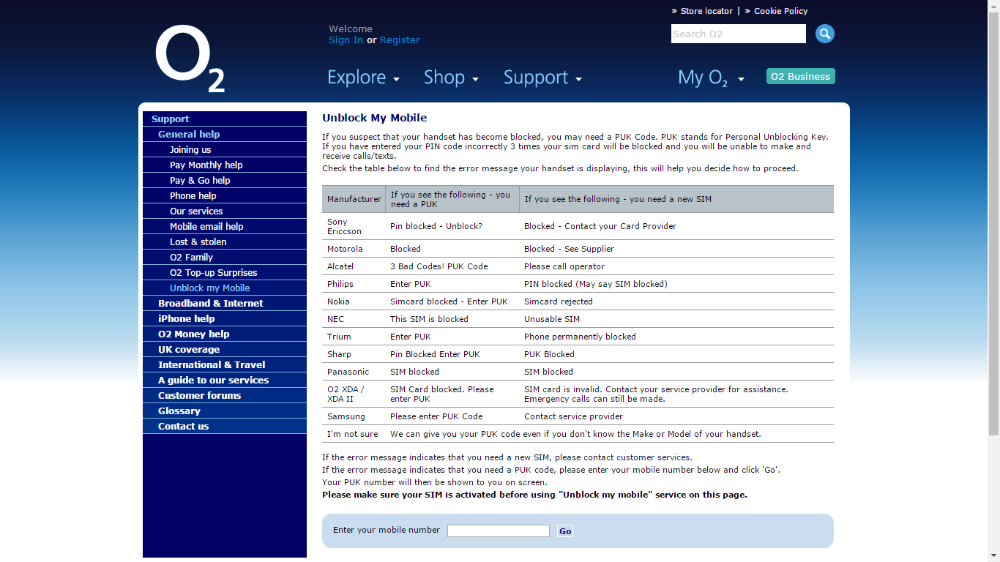 » Store locator | » Cookie Policy
Welcome
Sign In or Register
Search O2
O2
Explore Shop Support My O2 O2 Business
Support
General help
Joining us
Pay Monthly help
Pay & Go help
Phone help
Our services
Mobile email help
Lost & stolen
O2 Family
O2 Top-up Surprises
Unblock my Mobile
Broadband & Internet
iPhone help
O2 Money help
UK coverage
International & Travel
A guide to our services
Customer forums
Glossary
Contact us
Unblock My Mobile
If you suspect that your handset has become blocked, you may need a PUK Code. PUK stands for Personal Unblocking Key.
If you have entered your PIN code incorrectly 3 times your sim card will be blocked and you will be unable to make and
receive calls/texts.
Check the table below to find the error message your handset is displaying, this will help you decide how to proceed.
Manufacturer If you see the following - you need a PUK If you see the following - you need a new SIM
Sony Ericcson Pin blocked - Unblock? Blocked - Contact your Card Provider
Motorola Blocked Blocked - See Supplier
Alcatel 3 Bad Codes! PUK Code Please call operator
Philips Enter PUK PIN blocked (May say SIM blocked)
Nokia Simcard blocked - Enter PUK Simcard rejected
NEC This SIM is blocked Unusable SIM
Trium Enter PUK Phone permanently blocked
Sharp Pin Blocked Enter PUK PUK Blocked
Panasonic SIM blocked SIM blocked
O2 XDA / XDA II SIM Card blocked. Please enter PUK SIM card is invalid. Contact your service provider for assistance. Emergency calls can still be made.
Samsung Please enter PUK Code Contact service provider
I'm not sure We can give you your PUK code even if you don't know the Make or Model of your handset.
If the error message indicates that you need a new SIM, please contact customer services.
If the error message indicates that you need a PUK code, please enter your mobile number below and click 'Go'.
Your PUK number will then be shown to you on screen.
Please make sure your SIM is activated before using "Unblock my mobile" service on this page.
Enter your mobile number Go